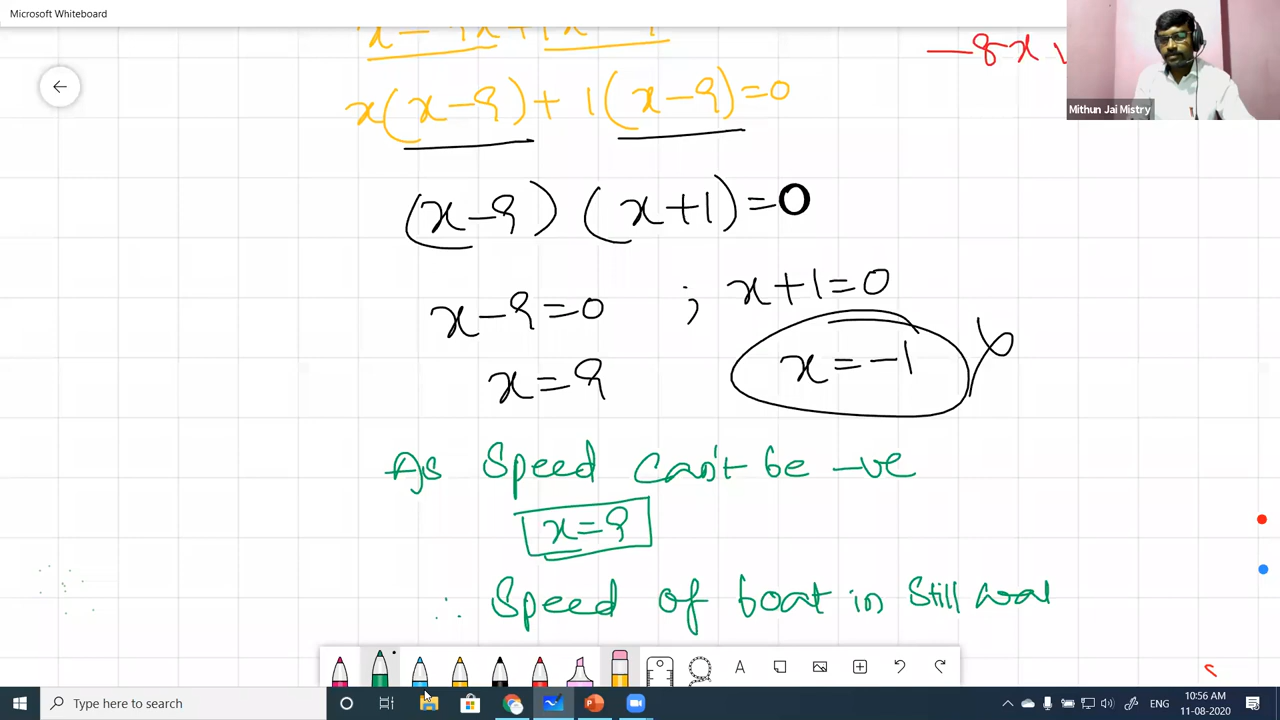 Microsoft Whiteboard
Mithun Jai Mistry
x(x-9)+ 1(x-9)=0
(x-9) (x+1)=0
x-9=0 ; x+1=0
x=9 x=-1
As Speed can't be -ve
x=9
∴ Speed of boat in Still wat
A
Type here to search
ENG
10:56 AM
11-08-2020